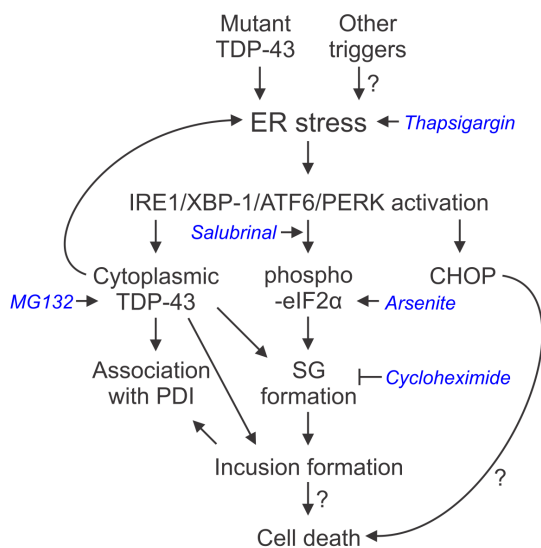 Mutant
TDP-43
Other
triggers
?
ER stress
Thapsigargin
IRE1/XBP-1/ATF6/PERK activation
Salubrinal
Cytoplasmic
TDP-43
phospho
-eIF2α
CHOP
MG132
Arsenite
Association
with PDI
SG
formation
Cycloheximide
Incusion formation
?
?
Cell death